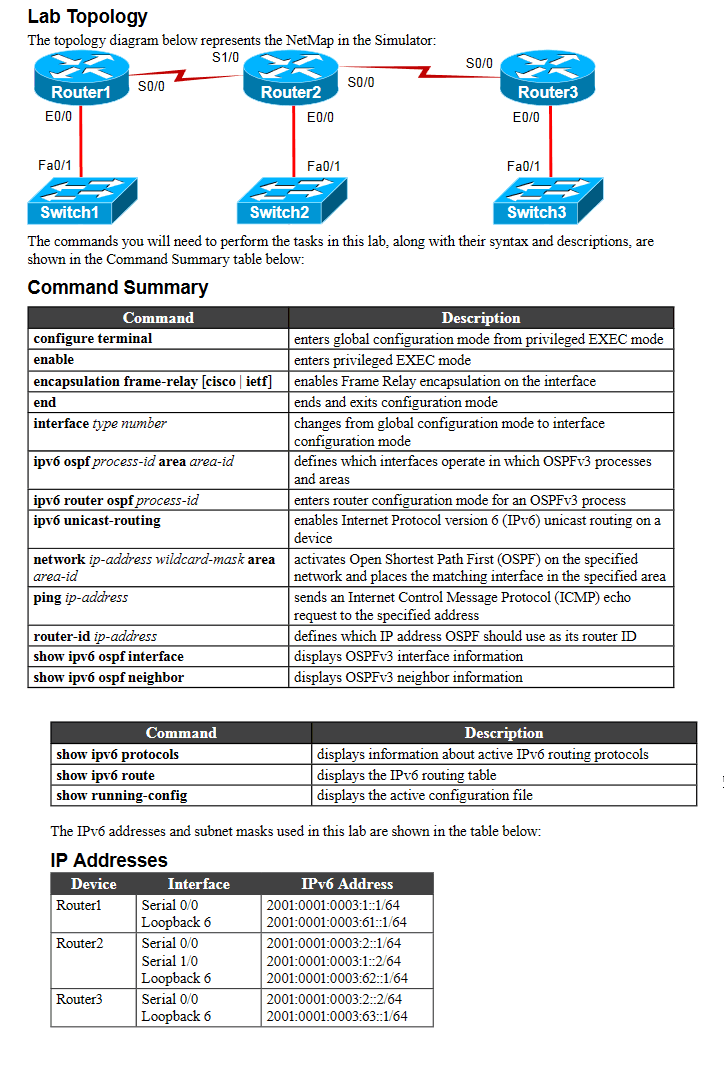 Lab Topology
The topology diagram below represents the NetMap in the Simulator:
S1/0
S0/0
Router1
S0/0
Router2
S0/0
Router3
E0/0
E0/0
E0/0
Fa0/1
Fa0/1
Fa0/1
Switch1
Switch2
Switch3
The commands you will need to perform the tasks in this lab, along with their syntax and descriptions, are
shown in the Command Summary table below:
Command Summary
Command Description
configure terminal enters global configuration mode from privileged EXEC mode
enable enters privileged EXEC mode
encapsulation frame-relay [cisco | ietf] enables Frame Relay encapsulation on the interface
end ends and exits configuration mode
interface type number changes from global configuration mode to interface
configuration mode
ipv6 ospf process-id area area-id defines which interfaces operate in which OSPFv3 processes
and areas
ipv6 router ospf process-id enters router configuration mode for an OSPFv3 process
ipv6 unicast-routing enables Internet Protocol version 6 (IPv6) unicast routing on a
device
network ip-address wildcard-mask area activates Open Shortest Path First (OSPF) on the specified
area-id network and places the matching interface in the specified area
ping ip-address sends an Internet Control Message Protocol (ICMP) echo
request to the specified address
router-id ip-address defines which IP address OSPF should use as its router ID
show ipv6 ospf interface displays OSPFv3 interface information
show ipv6 ospf neighbor displays OSPFv3 neighbor information
Command Description
show ipv6 protocols displays information about active IPv6 routing protocols
show ipv6 route displays the IPv6 routing table
show running-config displays the active configuration file
The IPv6 addresses and subnet masks used in this lab are shown in the table below:
IP Addresses
Device Interface IPv6 Address
Router1 Serial 0/0 2001:0001:0003:1::1/64
Loopback 6 2001:0001:0003:61::1/64
Router2 Serial 0/0 2001:0001:0003:2::1/64
Serial 1/0 2001:0001:0003:1::2/64
Loopback 6 2001:0001:0003:62::1/64
Router3 Serial 0/0 2001:0001:0003:2::2/64
Loopback 6 2001:0001:0003:63::1/64